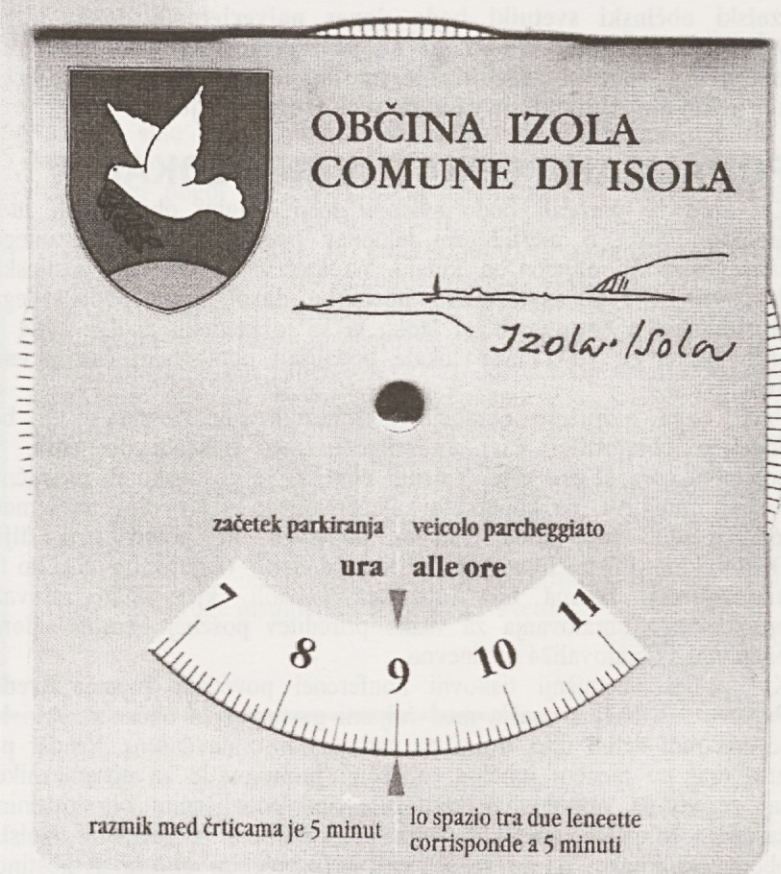 OBČINA IZOLA
COMUNE DI ISOLA
Izola·/Isola
začetek parkiranja veicolo parcheggiato
ura alle ore
7 8 9 10 11
razmik med črticama je 5 minut
lo spazio tra due leneette
corrisponde a 5 minuti